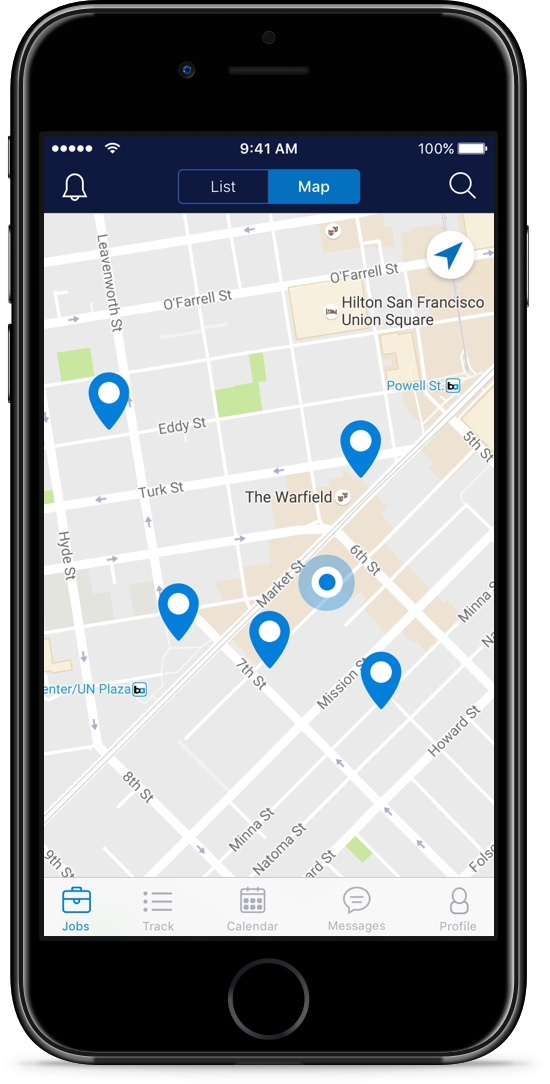 9:41 AM
100%
List
Map
Leavenworth St
O'Farrell St
O'Farrell St
Hilton San Francisco
Union Square
Powell St.
ba
5th St
Eddy St
Turk St
The Warfield
Hyde St
Market St
6th St
Minna
Na
enter/UN Plaza
ba
7th St
Mission St
Howard St
8th St
Minna St
Natoma St
ard St
Folso
9th St
Jobs
Track
Calendar
Messages
Profile